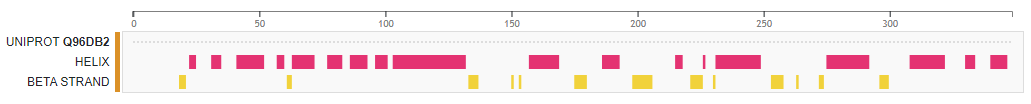 0 50 100 150 200 250 300
UNIPROT Q96DB2
HELIX
BETA STRAND